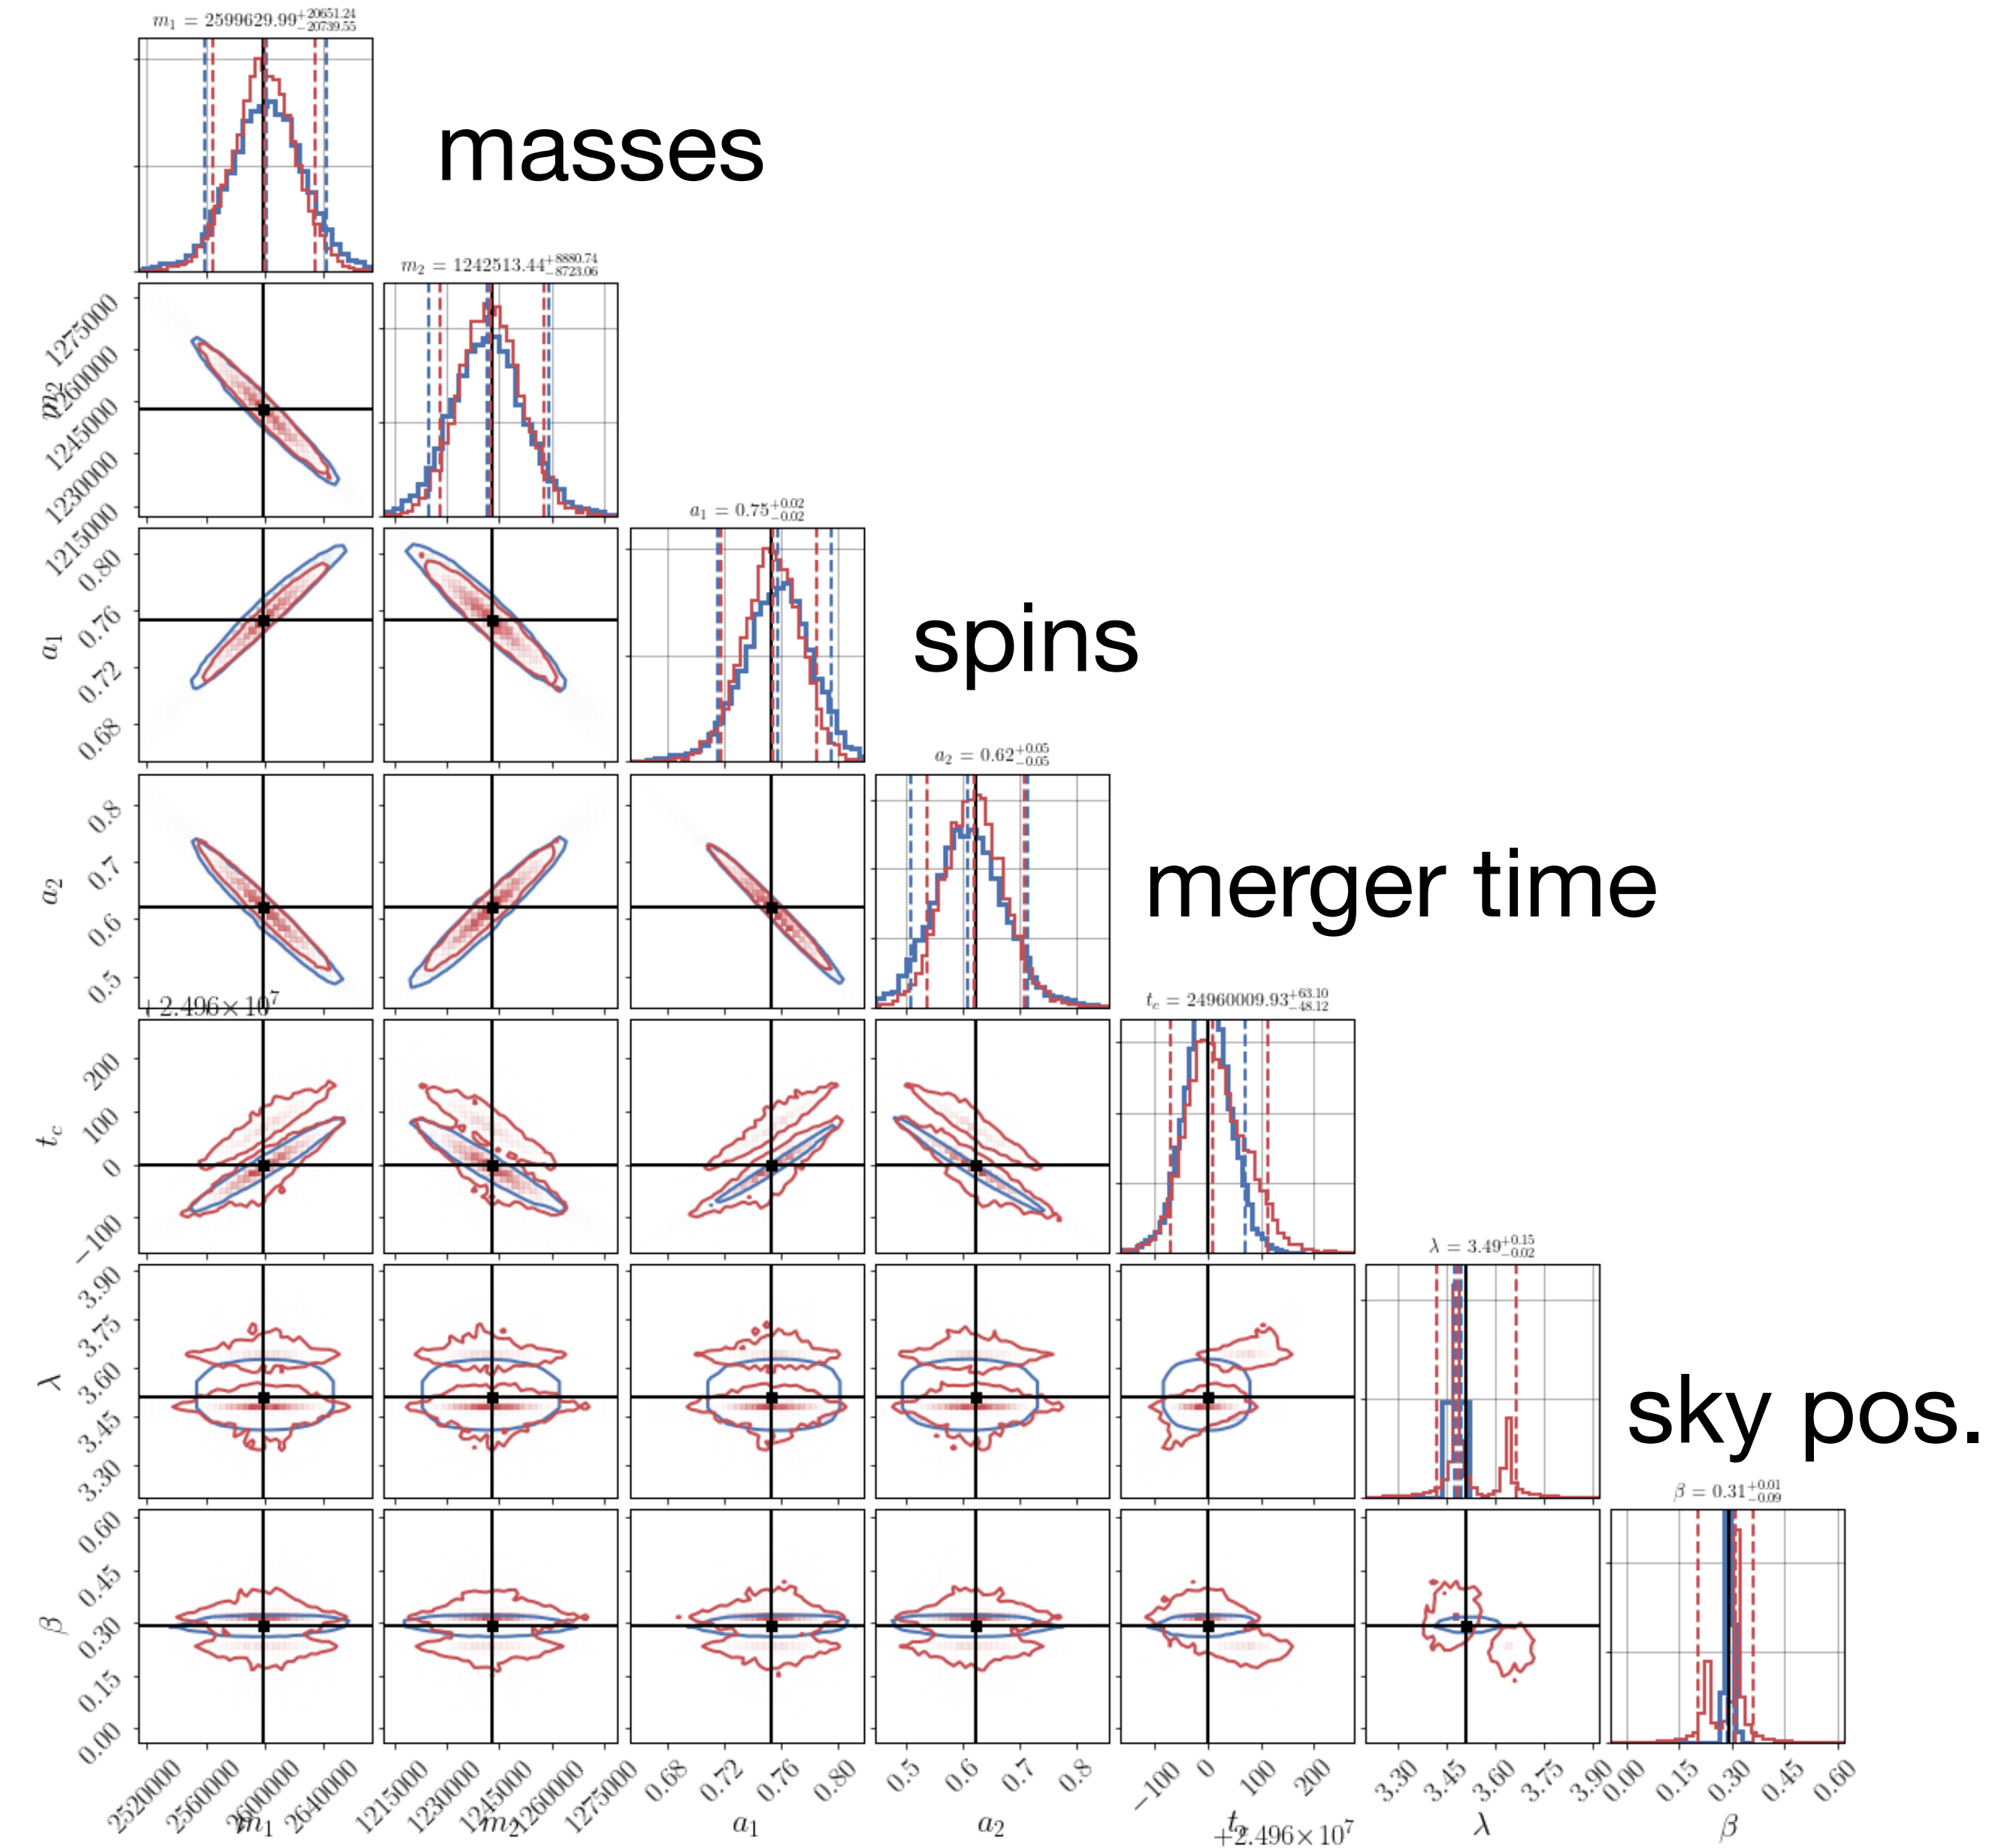 m₁ = 2599629.99^{+20651.24}_{-20739.55}
masses
m₂ = 1242513.44^{+8880.74}_{-8723.06}
1275000
1260000
1245000
1230000
1215000
m₂
a₁ = 0.75^{+0.02}_{-0.02}
0.80
0.76
0.72
0.68
a₁
spins
a₂ = 0.62^{+0.05}_{-0.05}
0.8
0.7
0.6
0.5
a₂
merger time
+2.496×10⁷
t_c = 24960009.93^{+63.10}_{-48.12}
200
100
0
−100
t_c
λ = 3.49^{+0.15}_{-0.02}
3.90
3.75
3.60
3.45
3.30
λ
sky pos.
β = 0.31^{+0.01}_{-0.09}
0.60
0.45
0.30
0.15
0.00
β
2520000 2560000 2600000 2640000
1215000 1230000 1245000 1260000 1275000
0.68 0.72 0.76 0.80
0.5 0.6 0.7 0.8
−100 0 100 200
3.30 3.45 3.60 3.75 3.90
0.00 0.15 0.30 0.45 0.60
m₁ m₂ a₁ a₂ t_c λ β
+2.496×10⁷